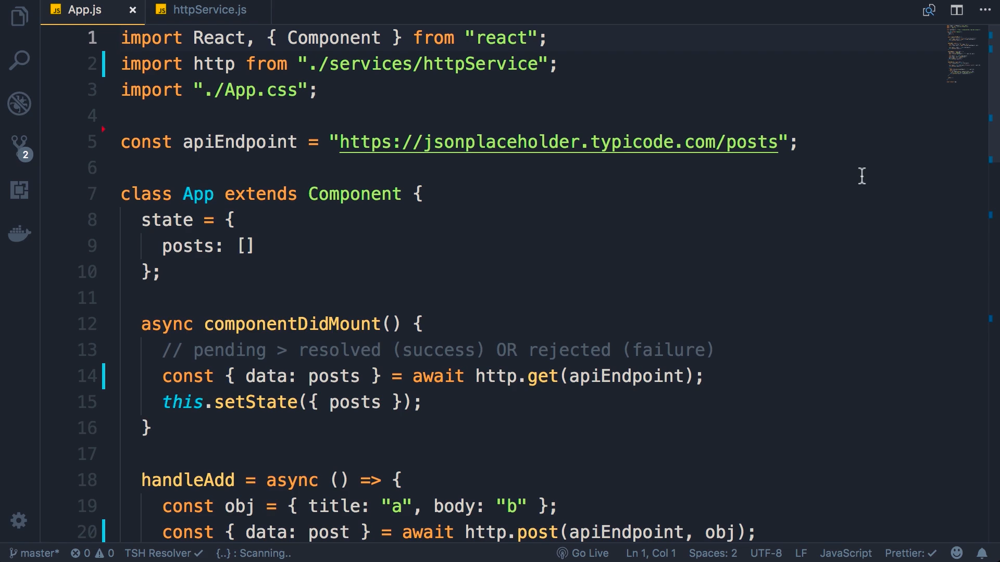 JS App.js × JS httpService.js
1 import React, { Component } from "react";
2 import http from "./services/httpService";
3 import "./App.css";
4
5 const apiEndpoint = "https://jsonplaceholder.typicode.com/posts";
6
7 class App extends Component {
8 state = {
9 posts: []
10 };
11
12 async componentDidMount() {
13 // pending > resolved (success) OR rejected (failure)
14 const { data: posts } = await http.get(apiEndpoint);
15 this.setState({ posts });
16 }
17
18 handleAdd = async () => {
19 const obj = { title: "a", body: "b" };
20 const { data: post } = await http.post(apiEndpoint, obj);
2
master* 0 0 TSH Resolver ✓ {..} : Scanning.. Go Live Ln 1, Col 1 Spaces: 2 UTF-8 LF JavaScript Prettier: ✓